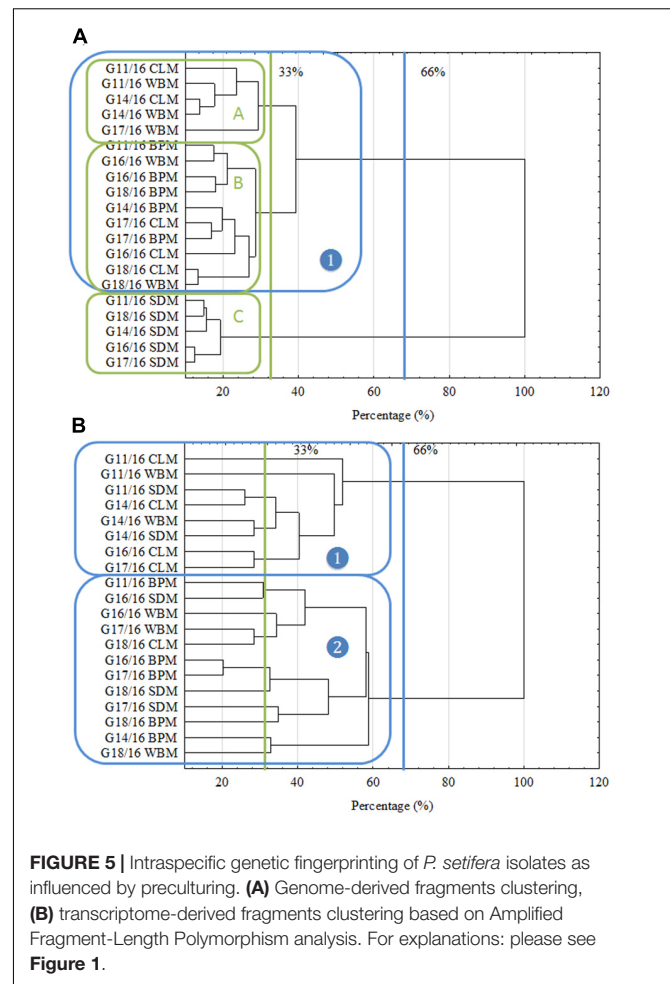 A
G11/16 CLM
G11/16 WBM
G14/16 CLM
G14/16 WBM
G17/16 WBM
G11/16 BPM
G16/16 WBM
G16/16 BPM
G18/16 BPM
G14/16 BPM
G17/16 CLM
G17/16 BPM
G16/16 CLM
G18/16 CLM
G18/16 WBM
G11/16 SDM
G18/16 SDM
G14/16 SDM
G16/16 SDM
G17/16 SDM
33%
66%
A
B
1
C
20 40 60 80 100 120
Percentage (%)
B
G11/16 CLM
G11/16 WBM
G11/16 SDM
G14/16 CLM
G14/16 WBM
G14/16 SDM
G16/16 CLM
G17/16 CLM
G11/16 BPM
G16/16 SDM
G16/16 WBM
G17/16 WBM
G18/16 CLM
G16/16 BPM
G17/16 BPM
G18/16 SDM
G17/16 SDM
G18/16 BPM
G14/16 BPM
G18/16 WBM
33%
66%
1
2
20 40 60 80 100 120
Percentage (%)
FIGURE 5 | Intraspecific genetic fingerprinting of P. setifera isolates as
influenced by preculturing. (A) Genome-derived fragments clustering,
(B) transcriptome-derived fragments clustering based on Amplified
Fragment-Length Polymorphism analysis. For explanations: please see
Figure 1.